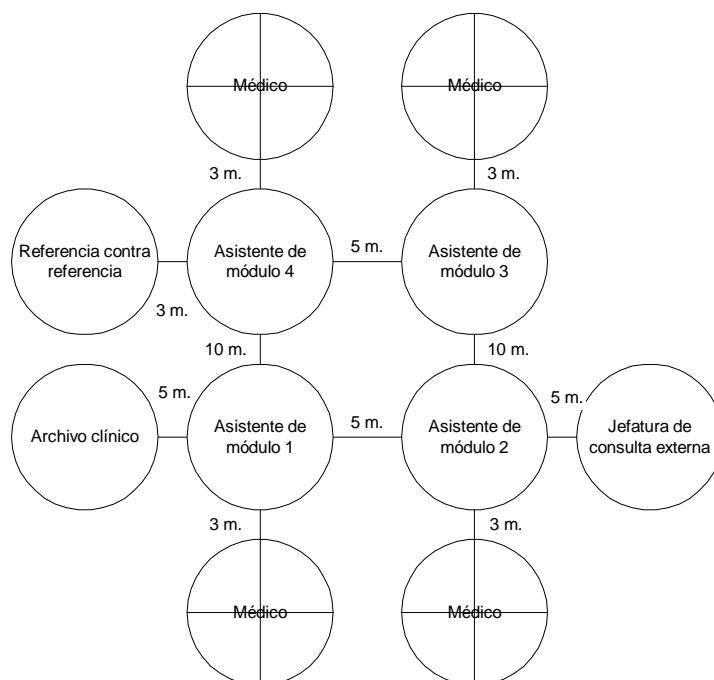 Médico
Médico
3 m.
3 m.
Referencia contra
referencia
Asistente de
módulo 4
5 m.
Asistente de
módulo 3
3 m.
10 m.
10 m.
5 m.
5 m.
Archivo clínico
Asistente de
módulo 1
5 m.
Asistente de
módulo 2
Jefatura de
consulta externa
3 m.
3 m.
Médico
Médico